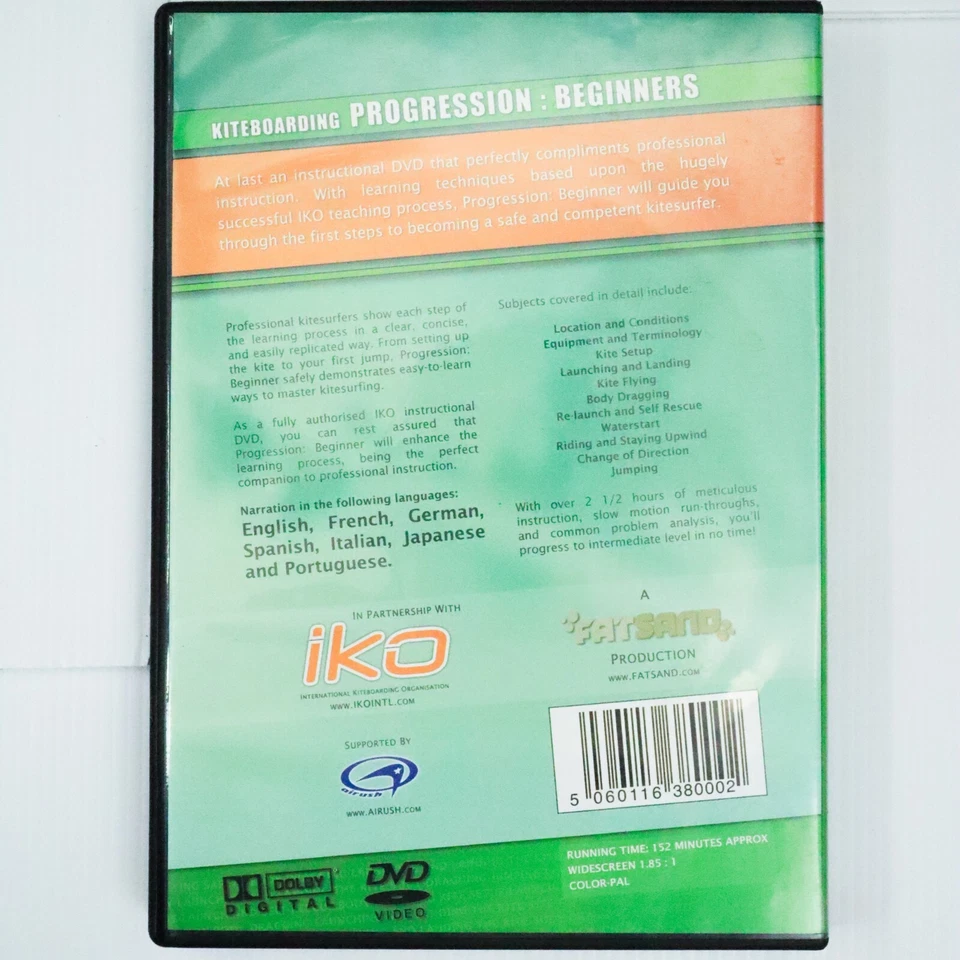 KITEBOARDING PROGRESSION : BEGINNERS
At last an instructional DVD that perfectly compliments professional
instruction. With learning techniques based upon the hugely
successful IKO teaching process, Progression: Beginner will guide you
through the first steps to becoming a safe and competent kitesurfer.
Professional kitesurfers show each step of
the learning process in a clear, concise,
and easily replicated way. From setting up
the kite to your first jump, Progression:
Beginner safely demonstrates easy-to-learn
ways to master kitesurfing.
As a fully authorised IKO instructional
DVD, you can rest assured that
Progression: Beginner will enhance the
learning process, being the perfect
companion to professional instruction.
Narration in the following languages:
English, French, German,
Spanish, Italian, Japanese
and Portuguese.
Subjects covered in detail include:
Location and Conditions
Equipment and Terminology
Kite Setup
Launching and Landing
Kite Flying
Body Dragging
Re-launch and Self Rescue
Waterstart
Riding and Staying Upwind
Change of Direction
Jumping
With over 2 1/2 hours of meticulous
instruction, slow motion run-throughs,
and common problem analysis, you'll
progress to intermediate level in no time!
IN PARTNERSHIP WITH
iko
INTERNATIONAL KITEBOARDING ORGANISATION
WWW.IKOINTL.COM
SUPPORTED BY
airush
WWW.AIRUSH.COM
A
FATSAND
PRODUCTION
WWW.FATSAND.COM
5 060116 380002
DOLBY
DIGITAL
DVD
VIDEO
RUNNING TIME: 152 MINUTES APPROX
WIDESCREEN 1.85 : 1
COLOR-PAL